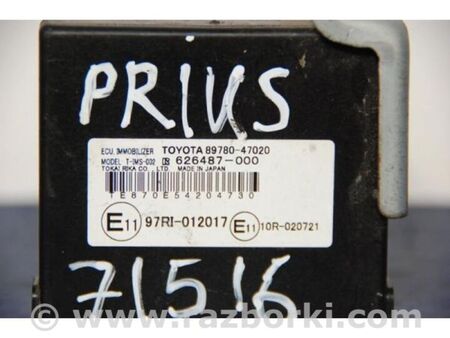 PRIUS
ECU, IMMOBILIZER TOYOTA 89780-47020
MODEL T-IMS-002 626487-000
TOKAI RIKA CO., LTD. MADE IN JAPAN
TE870E54204730
E11 97RI-012017 E11 10R-020721
71516
© www.razborki.com